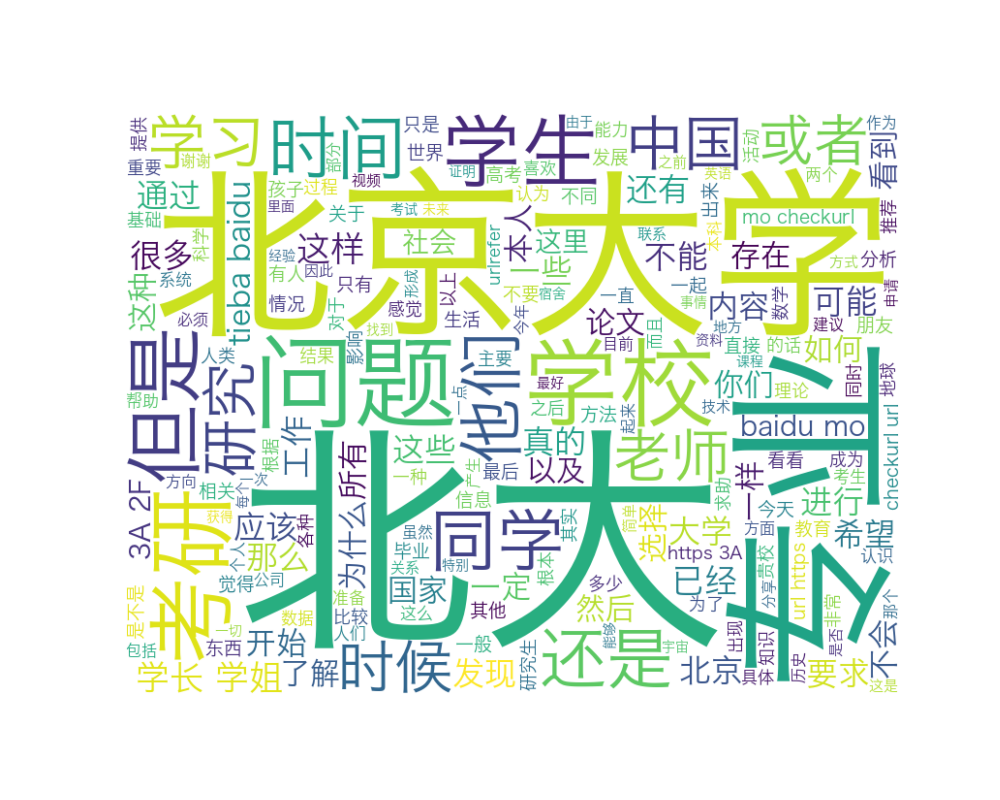 提供
学习
时间
部分
只是
世界
学生
由于
能力
发展
中国
之前
活动
或者
作为
看到
重要
谢谢
证明
高考
喜欢
英语
两个
通过
tieba baidu
孩子
过程
视频
认为
不同
还有
出来
mo checkurl
推荐
里面
北京大学
基础
科学
关于
考试
未来
本人
这里
联系
本科
很多
经验
这样
社会
urlrefer
不能
存在
方式
分析
系统
有人
因此
只有
形成
感觉
以上
一些
不要
宿舍
一直
一起
事情
内容
数学
可能
申请
这种
必须
情况
对于
找到
生活
今年
论文
目前
而且
地方
资料
建议
朋友
但是
人类
研究
结果
影响
问题
他们
主要
学校
直接
的话
课程
如何
同时
地球
帮助
一点
最好
之后
方法
起来
技术
你们
理论
专业
baidu mo
checkurl url
考生
工作
根据
这些
产生
最后
真的
老师
一样
看看
成为
方向
相关
每个
一次
为什么
所有
一种
信息
以及
求助
今天
进行
3A 2F
考研
获得
应该
各种
北大
虽然
同学
其实
简单
选择
大学
方面
教育
希望
认识
个人
那么
毕业
关系
特别
根本
https 3A
分享
贵校
url https
觉得
公司
准备
国家
一定
多少
已经
为了
非常
那个
是不是
数据
比较
这么
其他
然后
出现
是否
不会
包括
东西
一切
开始
人们
时候
一般
研究生
还是
能够
宇宙
北京
具体
知识
历史
要求
这是
学长
学姐
了解
发现